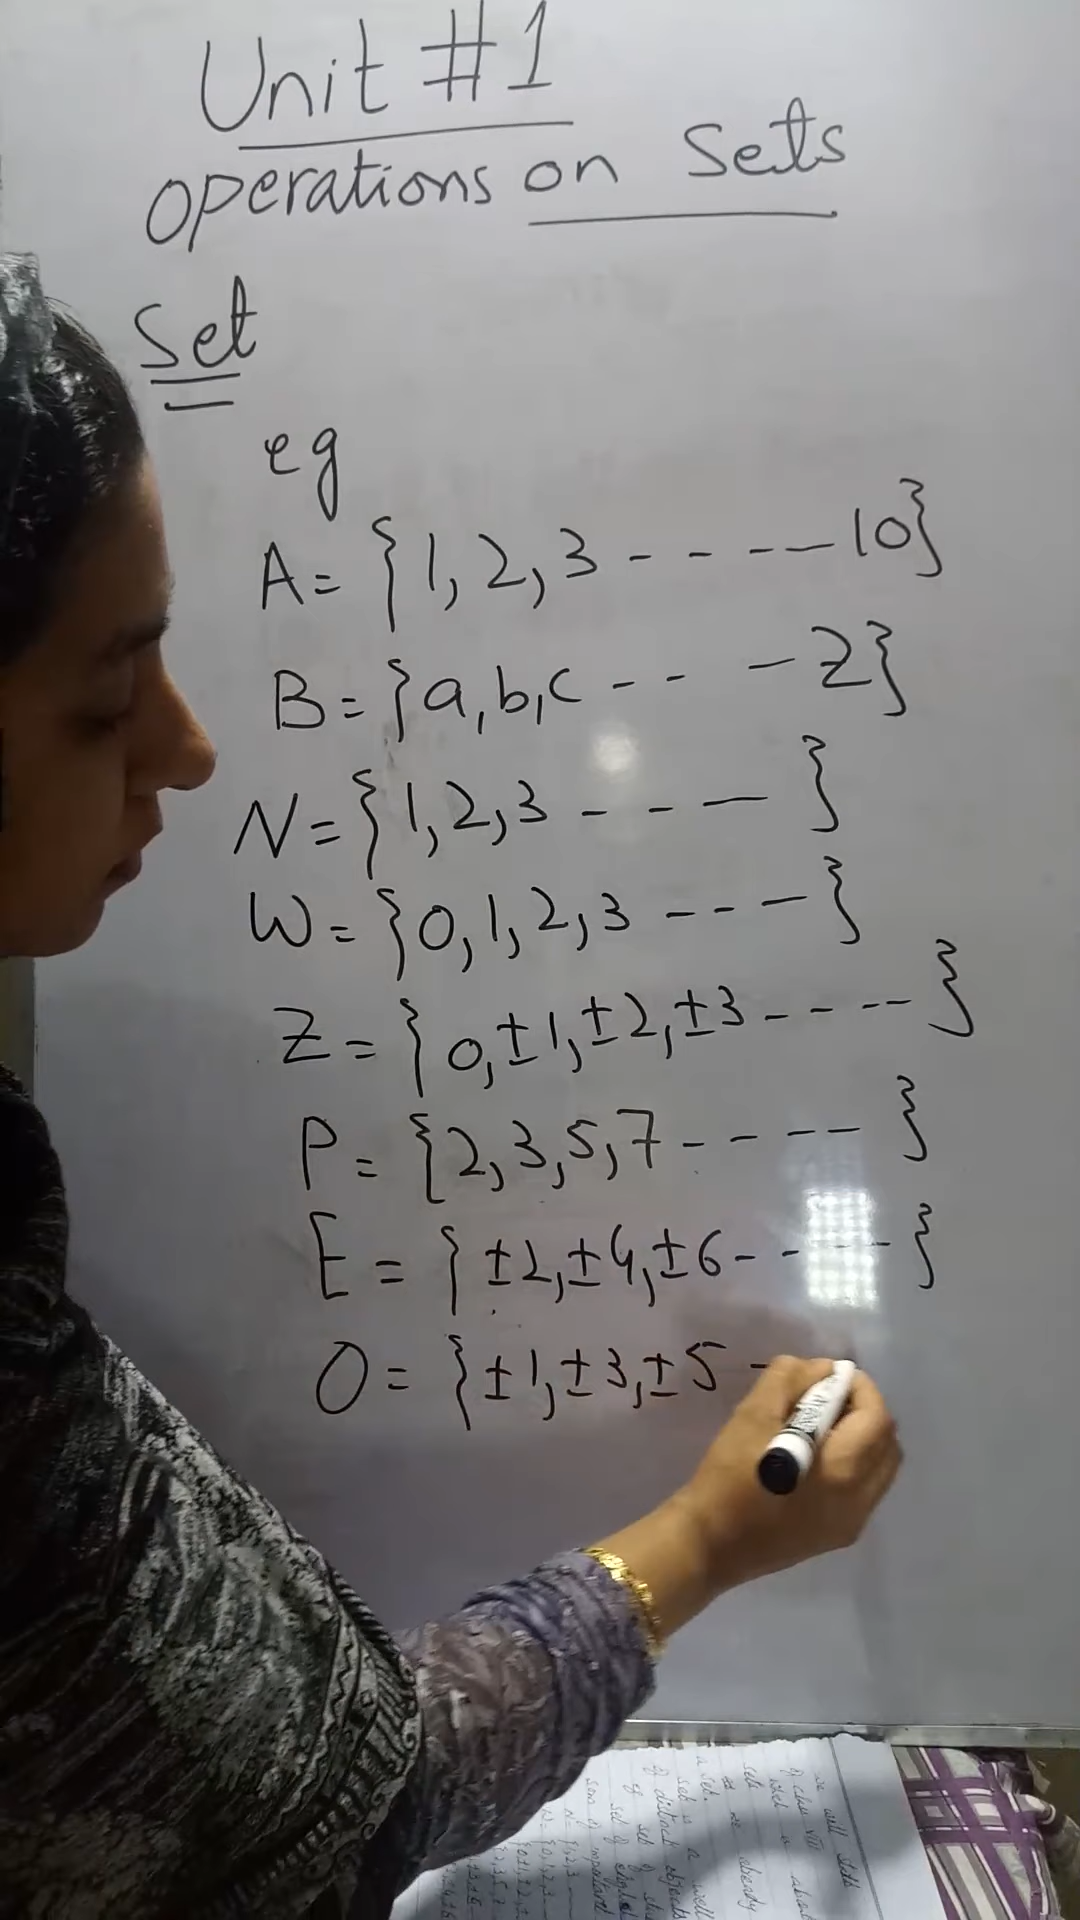 Unit #1
Operations on Sets
Set
eg
A = {1, 2, 3 - - - - - 10}
B = {a, b, c - - - z}
N = {1, 2, 3 - - - }
W = {0, 1, 2, 3 - - - }
Z = {0, ±1, ±2, ±3 - - - - }
P = {2, 3, 5, 7 - - - - }
E = {±2, ±4, ±6 - - - - }
O = {±1, ±3, ±5 -